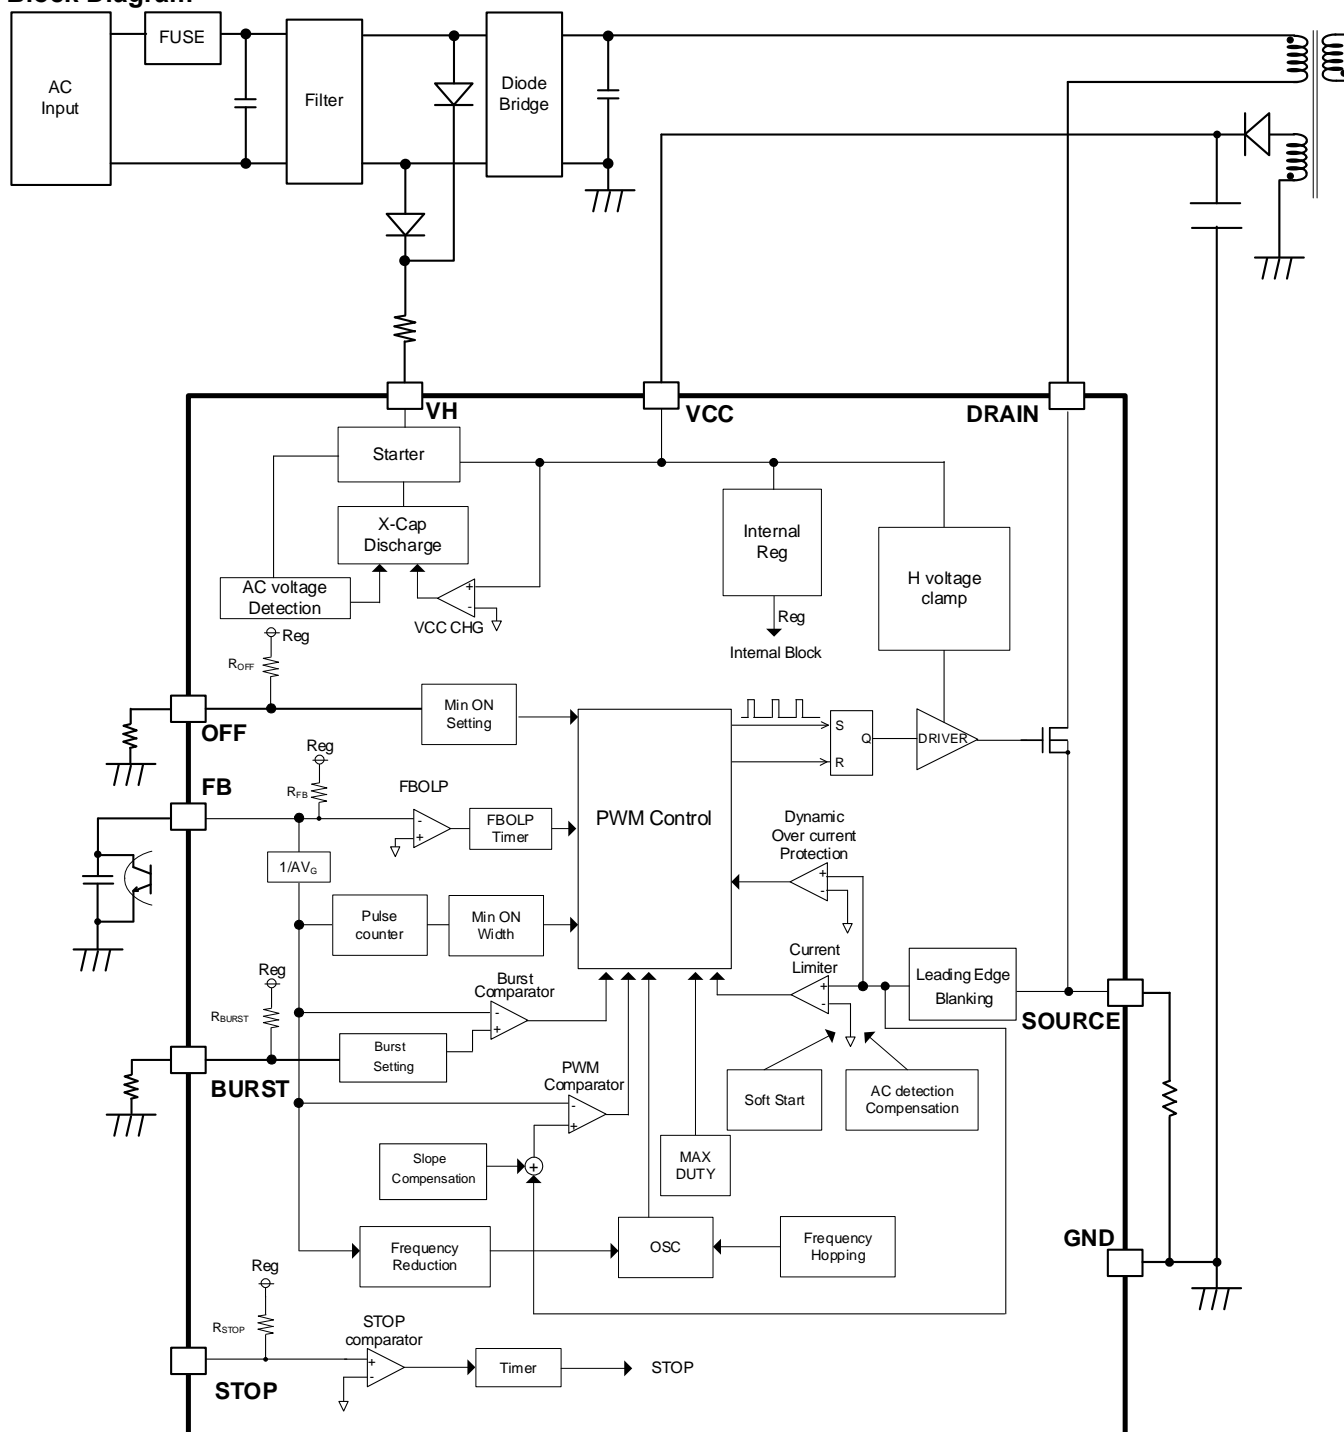 Block Diagram
FUSE
AC
Input
Filter
Diode
Bridge
VH
VCC
DRAIN
Starter
X-Cap
Discharge
AC voltage
Detection
+
-
VCC CHG
Internal
Reg
Reg
Internal Block
H voltage
clamp
Reg
ROFF
OFF
Min ON
Setting
S
R
Q
DRIVER
Reg
RFB
FB
FBOLP
-
+
FBOLP
Timer
PWM Control
Dynamic
Over current
Protection
+
-
1/AVG
Pulse
counter
Min ON
Width
Current
Limiter
+
-
Leading Edge
Blanking
SOURCE
Reg
RBURST
BURST
Burst
Comparator
-
+
Burst
Setting
PWM
Comparator
-
+
Soft Start
AC detection
Compensation
Slope
Compensation
+
MAX
DUTY
Frequency
Reduction
OSC
Frequency
Hopping
GND
Reg
RSTOP
STOP
STOP
comparator
+
-
Timer
STOP